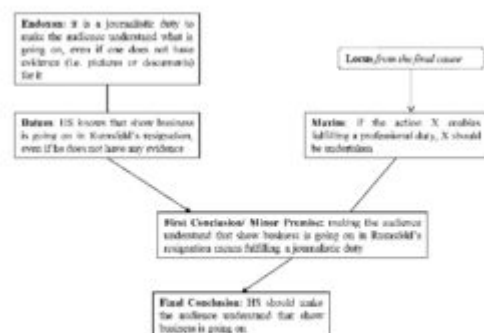 Endoxon: it is a journalistic duty to
make the audience understand what is
going on, even if one does not have
evidence (i.e. pictures or documents)
for it
Locus from the final cause
Datum: HS knows that show business
is going on in Rumsfeld's resignation,
even if he does not have any evidence
Maxim: if the action X enables
fulfilling a professional duty, X should
be undertaken
First Conclusion/ Minor Premise: making the audience
understand that show business is going on in Rumsfeld's
resignation means fulfilling a journalistic duty
Final Conclusion: HS should make
the audience understand that show
business is going on